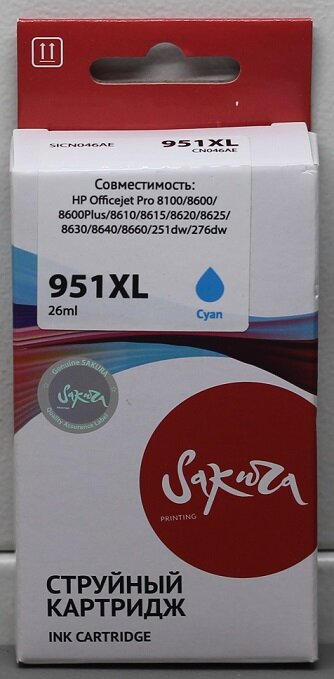 SICN046AE
951XL
CN046AE
Совместимость:
HP Officejet Pro 8100/8600/
8600Plus/8610/8615/8620/8625/
8630/8640/8660/251dw/276dw
951XL
26ml
Cyan
Genuine SAKURA
Sakura
Quality Assurance Label
Sakura
PRINTING
СТРУЙНЫЙ
КАРТРИДЖ
INK CARTRIDGE